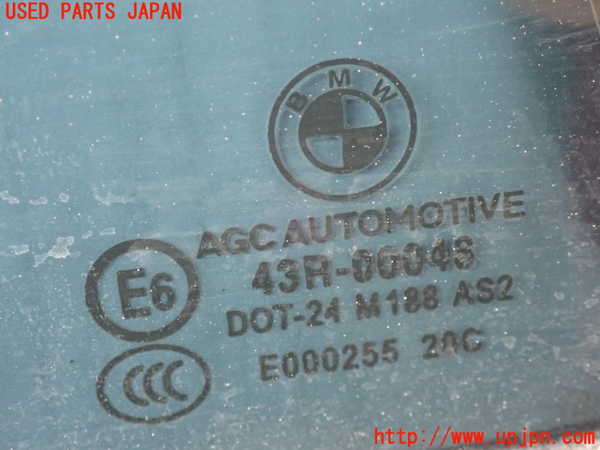 USED PARTS JAPAN
BMW
AGC AUTOMOTIVE
E6
43R-00048
DOT-24 M188 AS2
CCC
E000255 20C
http://www.upjpn.com/